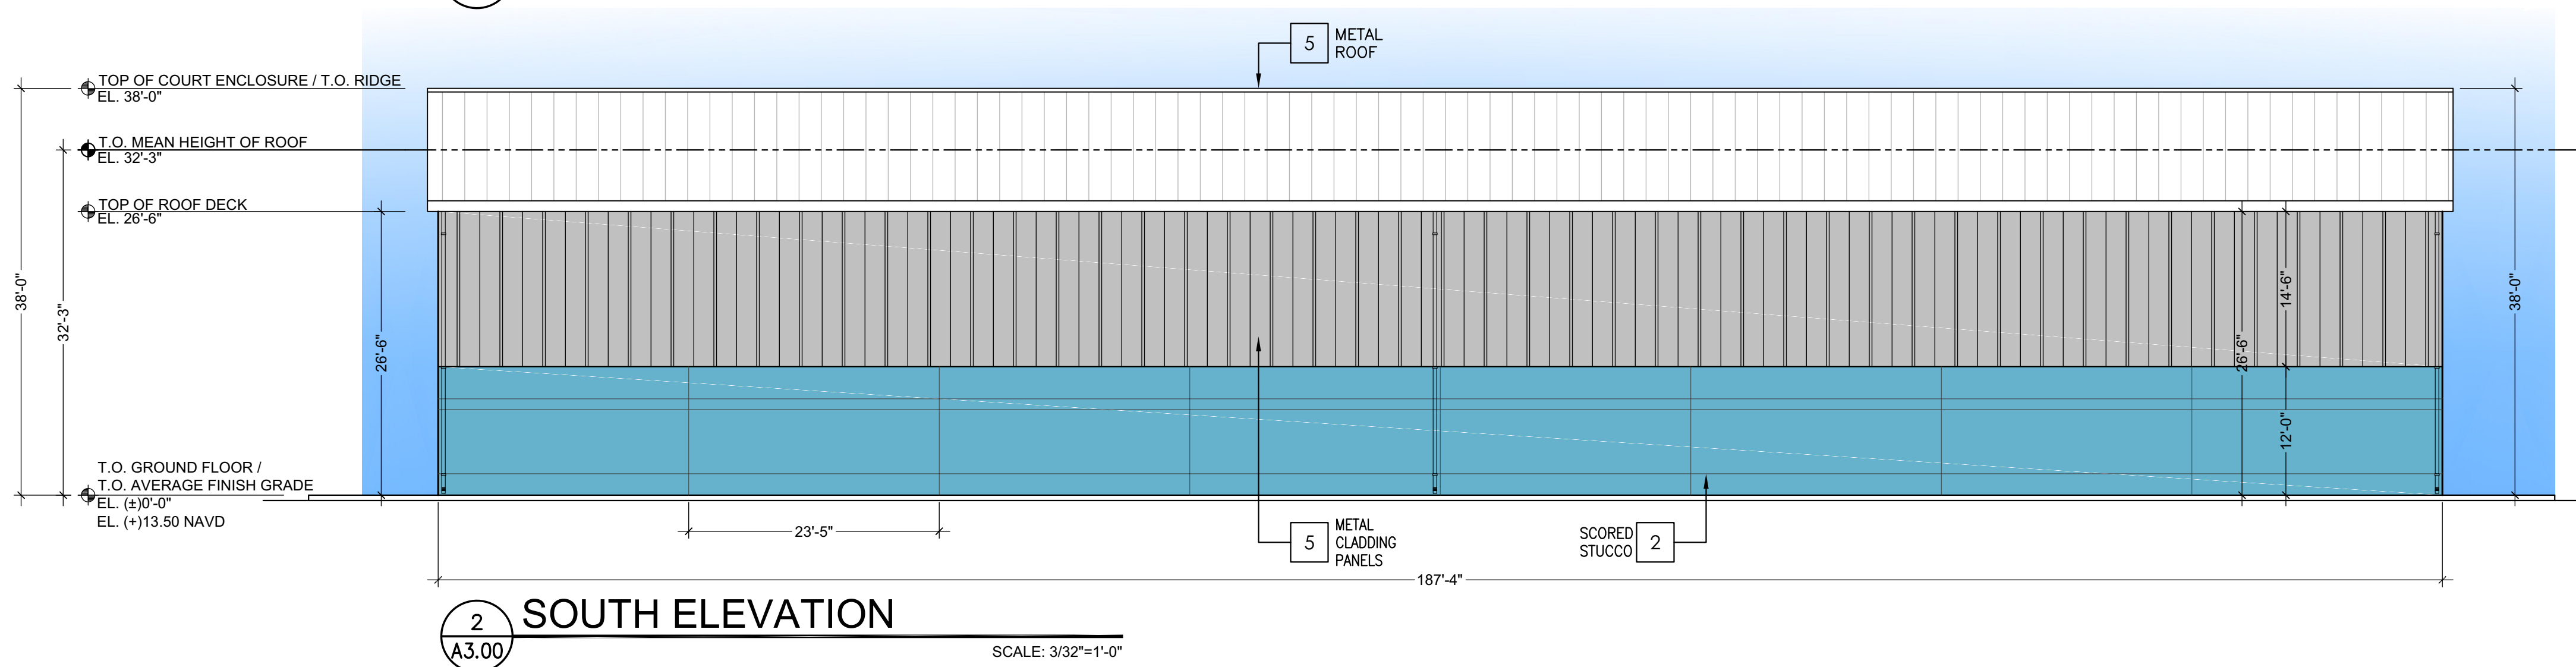 5
METAL
ROOF
TOP OF COURT ENCLOSURE / T.O. RIDGE
EL. 38'-0"
T.O. MEAN HEIGHT OF ROOF
EL. 32'-3"
TOP OF ROOF DECK
EL. 26'-6"
38'-0"
32'-3"
26'-6"
14'-6"
26'-6"
12'-0"
38'-0"
T.O. GROUND FLOOR /
T.O. AVERAGE FINISH GRADE
EL. (±)0'-0"
EL. (+)13.50 NAVD
23'-5"
5
METAL
CLADDING
PANELS
SCORED
STUCCO
2
187'-4"
2
A3.00
SOUTH ELEVATION
SCALE: 3/32"=1'-0"